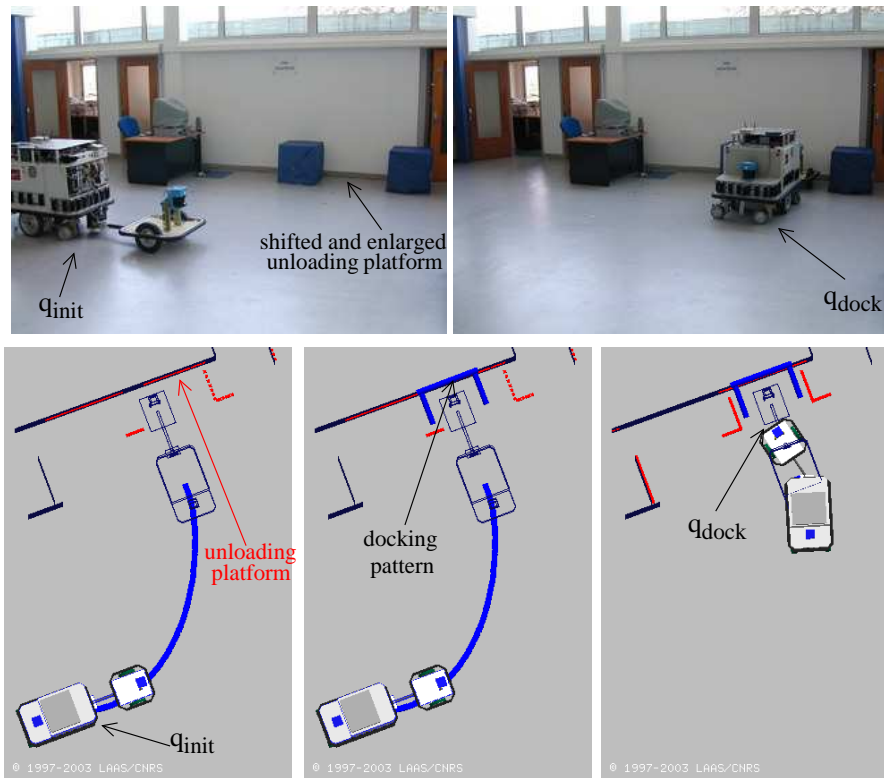 shifted and enlarged
unloading platform
q_init
q_dock
unloading
platform
q_init
© 1997-2003 LAAS/CNRS
docking
pattern
© 1997-2003 LAAS/CNRS
q_dock
© 1997-2003 LAAS/CNRS